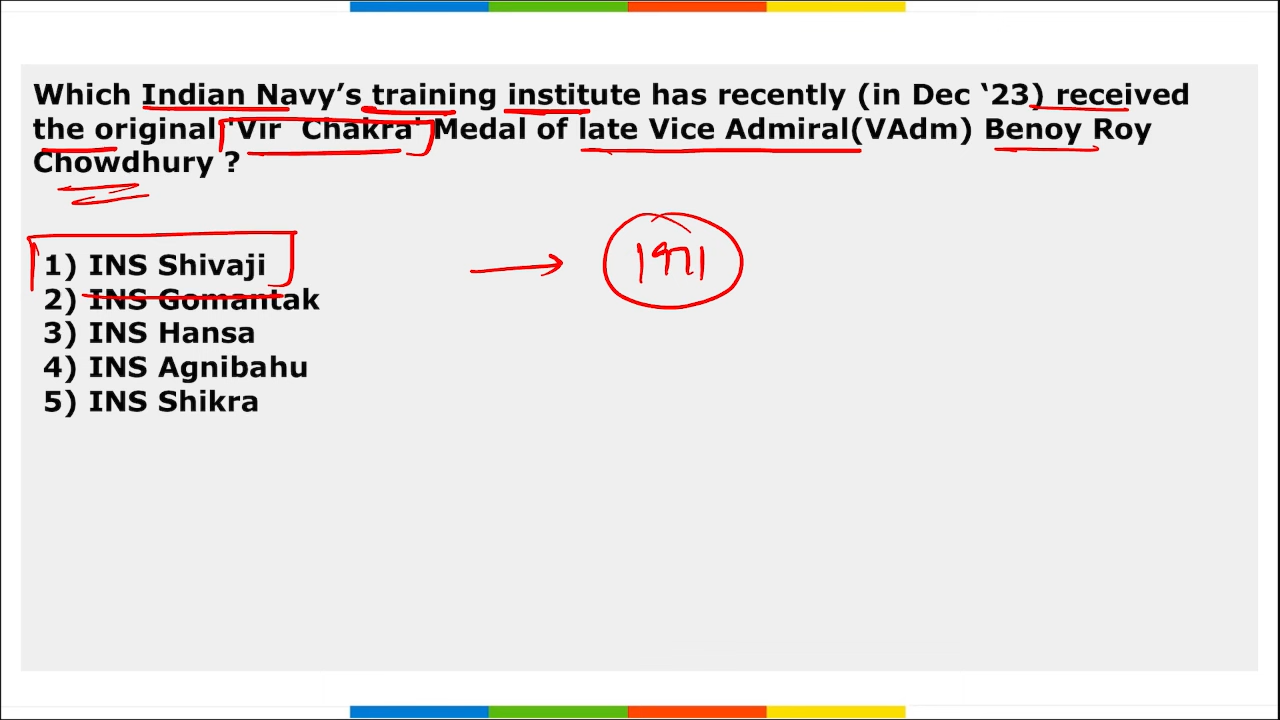 Which Indian Navy’s training institute has recently (in Dec ‘23) received
the original 'Vir Chakra' Medal of late Vice Admiral(VAdm) Benoy Roy
Chowdhury ?
1) INS Shivaji
1971
2) INS Gomantak
3) INS Hansa
4) INS Agnibahu
5) INS Shikra